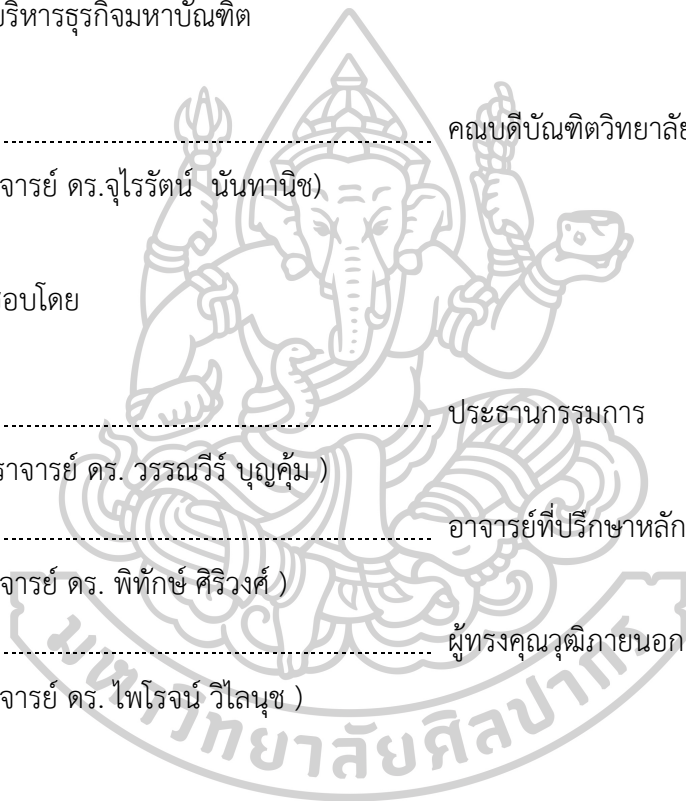 บริหารธุรกิจมหาบัณฑิต
คณบดีบัณฑิตวิทยาลัย
จารย์ ดร.จุไรรัตน์ นันทานิช)
อบโดย
ประธานกรรมการ
ราจารย์ ดร. วรรณวีร์ บุญคุ้ม )
อาจารย์ที่ปรึกษาหลัก
จารย์ ดร. พิทักษ์ ศิริวงศ์ )
ผู้ทรงคุณวุฒิภายนอก
จารย์ ดร. ไพโรจน์ วิไลนุช )
มหาวิทยาลัยศิลปากร